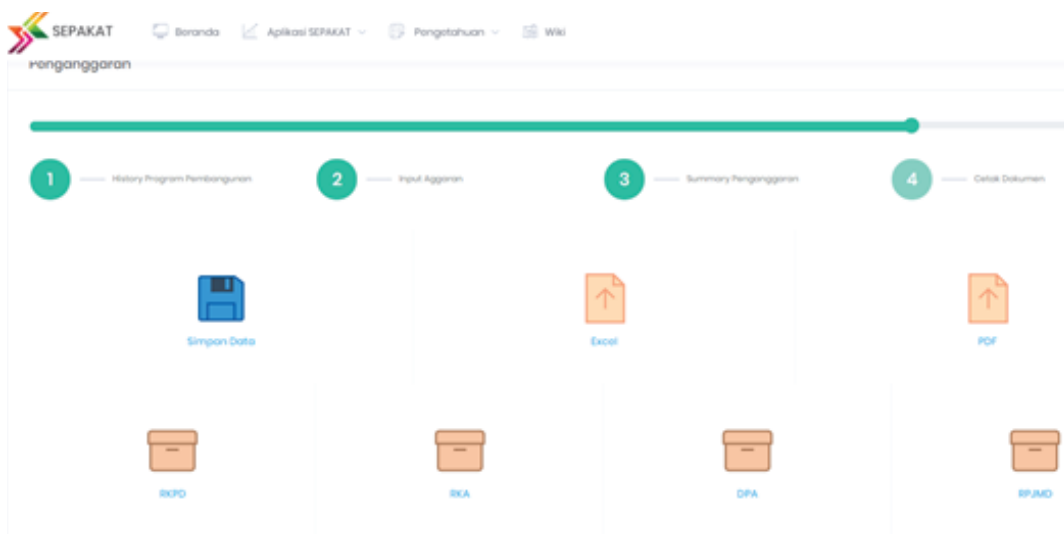 SEPAKAT Beranda Aplikasi SEPAKAT Pengetahuan Wiki
Penganggaran
1 History Program Pembangunan 2 Input Aggaran 3 Summary Penganggaran 4 Cetak Dokumen
Simpan Data Excel PDF
RKPD RKA DPA RPJMD